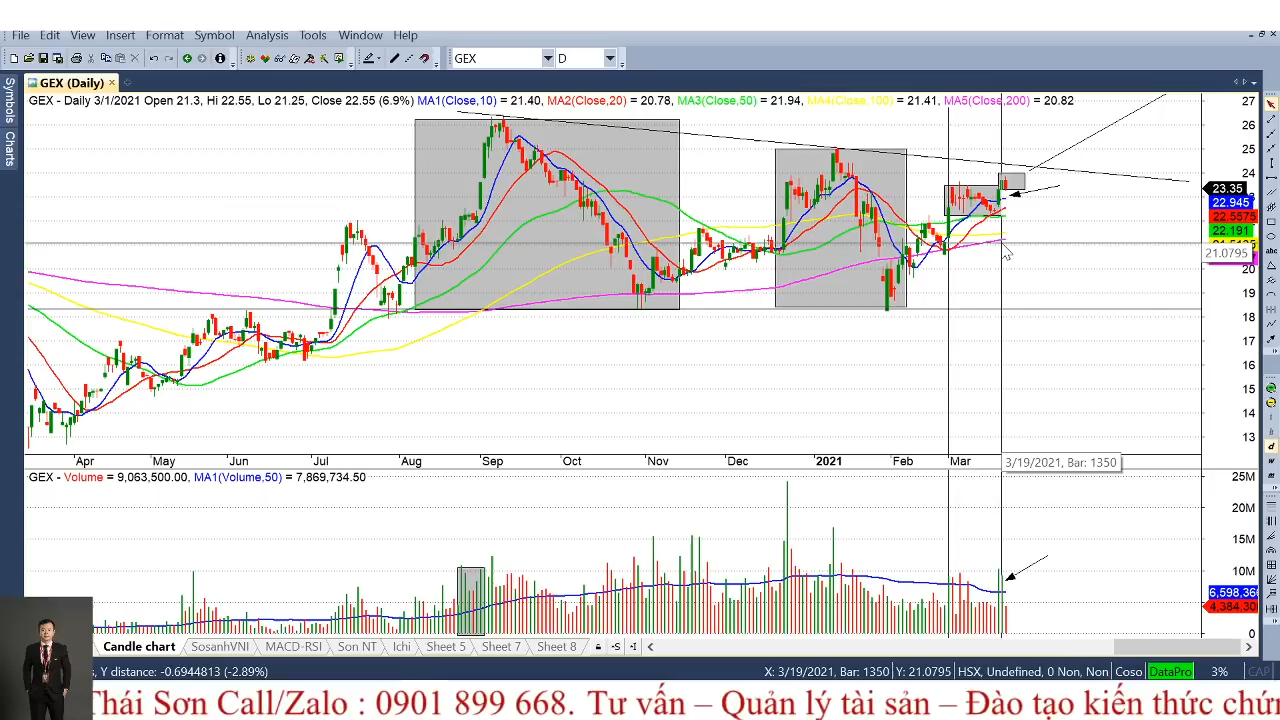 File Edit View Insert Format Symbol Analysis Tools Window Help
GEX D
GEX (Daily)
Symbols
Charts
GEX - Daily 3/1/2021 Open 21.3, Hi 22.55, Lo 21.25, Close 22.55 (6.9%) MA1(Close,10) = 21.40, MA2(Close,20) = 20.78, MA3(Close,50) = 21.94, MA4(Close,100) = 21.41, MA5(Close,200) = 20.82
27
26
25
24
23.35
22.945
22.5575
22.191
21.0795
20
19
18
17
16
15
14
13
Apr May Jun Jul Aug Sep Oct Nov Dec 2021 Feb Mar
3/19/2021, Bar: 1350
GEX - Volume = 9,063,500.00, MA1(Volume,50) = 7,869,734.50
25M
20M
15M
10M
6,598,366
4,384,30
0
Candle chart SosanhVNI MACD-RSI Son NT Ichi Sheet 5 Sheet 7 Sheet 8
Y distance: -0.6944813 (-2.89%) X: 3/19/2021, Bar: 1350 Y: 21.0795 HSX, Undefined, 0 Non, Non Coso DataPro 3% CAP
Thái Sơn Call/Zalo : 0901 899 668. Tư vấn – Quản lý tài sản – Đào tạo kiến thức chứn